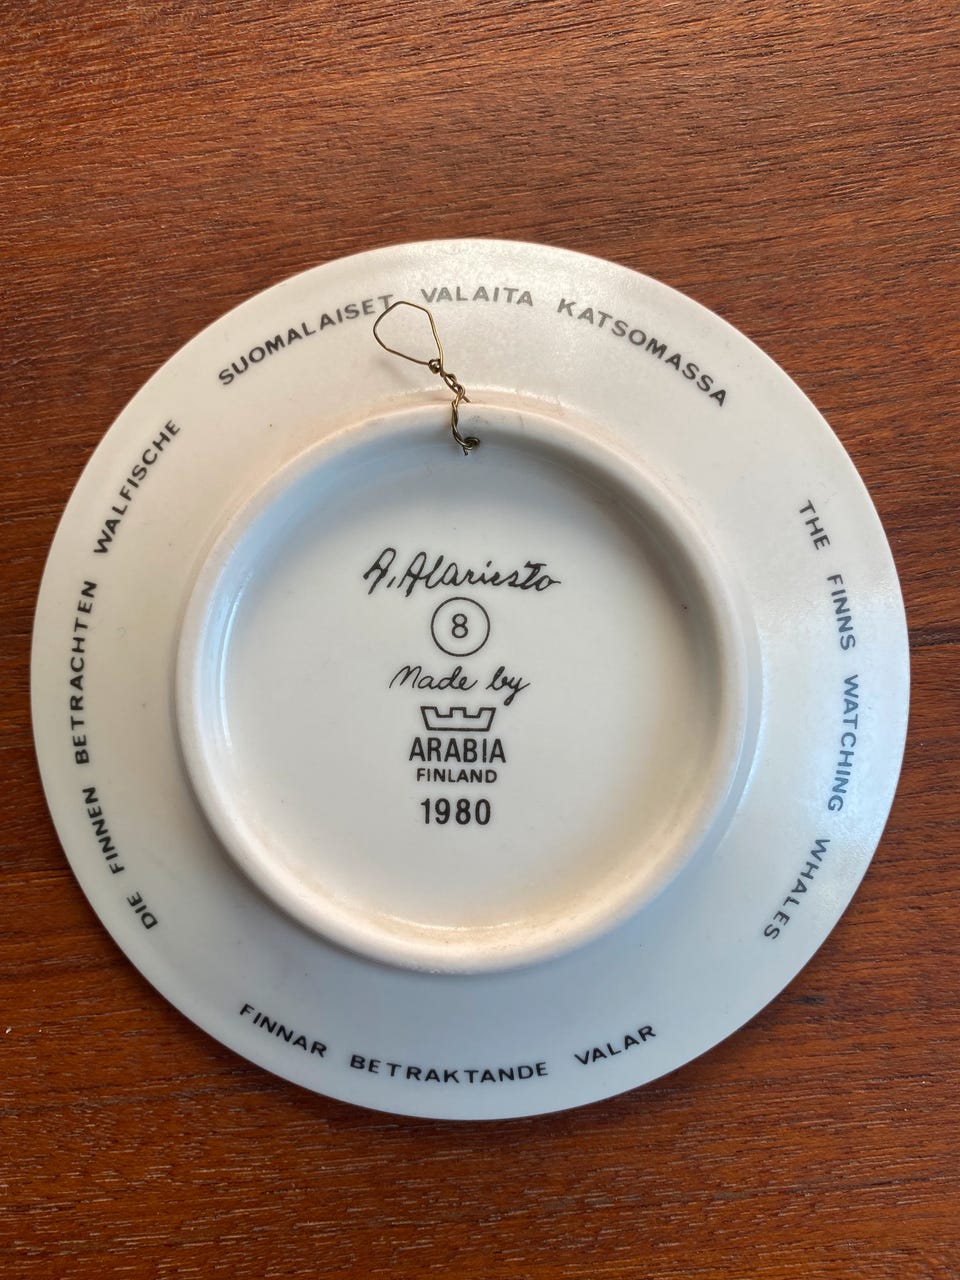 SUOMALAISET VALAITA KATSOMASSA
THE FINNS WATCHING WHALES
FINNAR BETRAKTANDE VALAR
DIE FINNEN BETRACHTEN WALFISCHE
A. Alariesto
8
Made by
ARABIA
FINLAND
1980